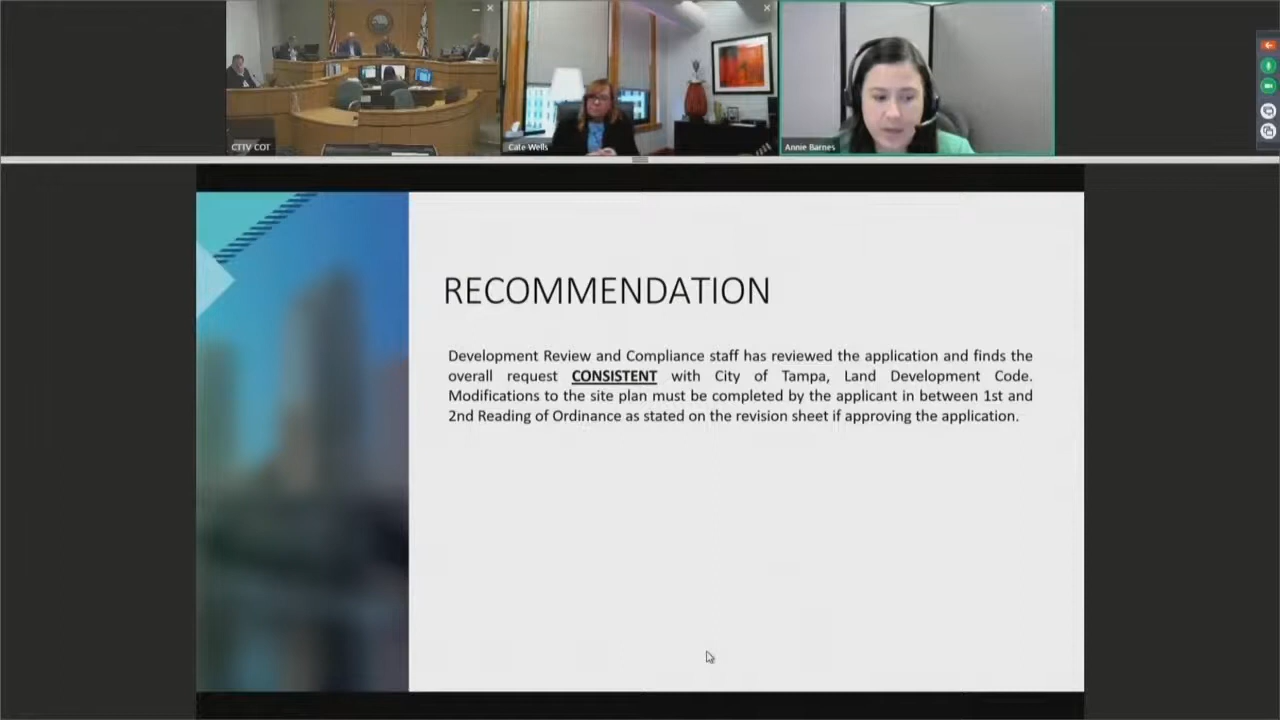 CTTV COT
Cate Wells
Annie Barnes
RECOMMENDATION
Development Review and Compliance staff has reviewed the application and finds the
overall request CONSISTENT with City of Tampa, Land Development Code.
Modifications to the site plan must be completed by the applicant in between 1st and
2nd Reading of Ordinance as stated on the revision sheet if approving the application.